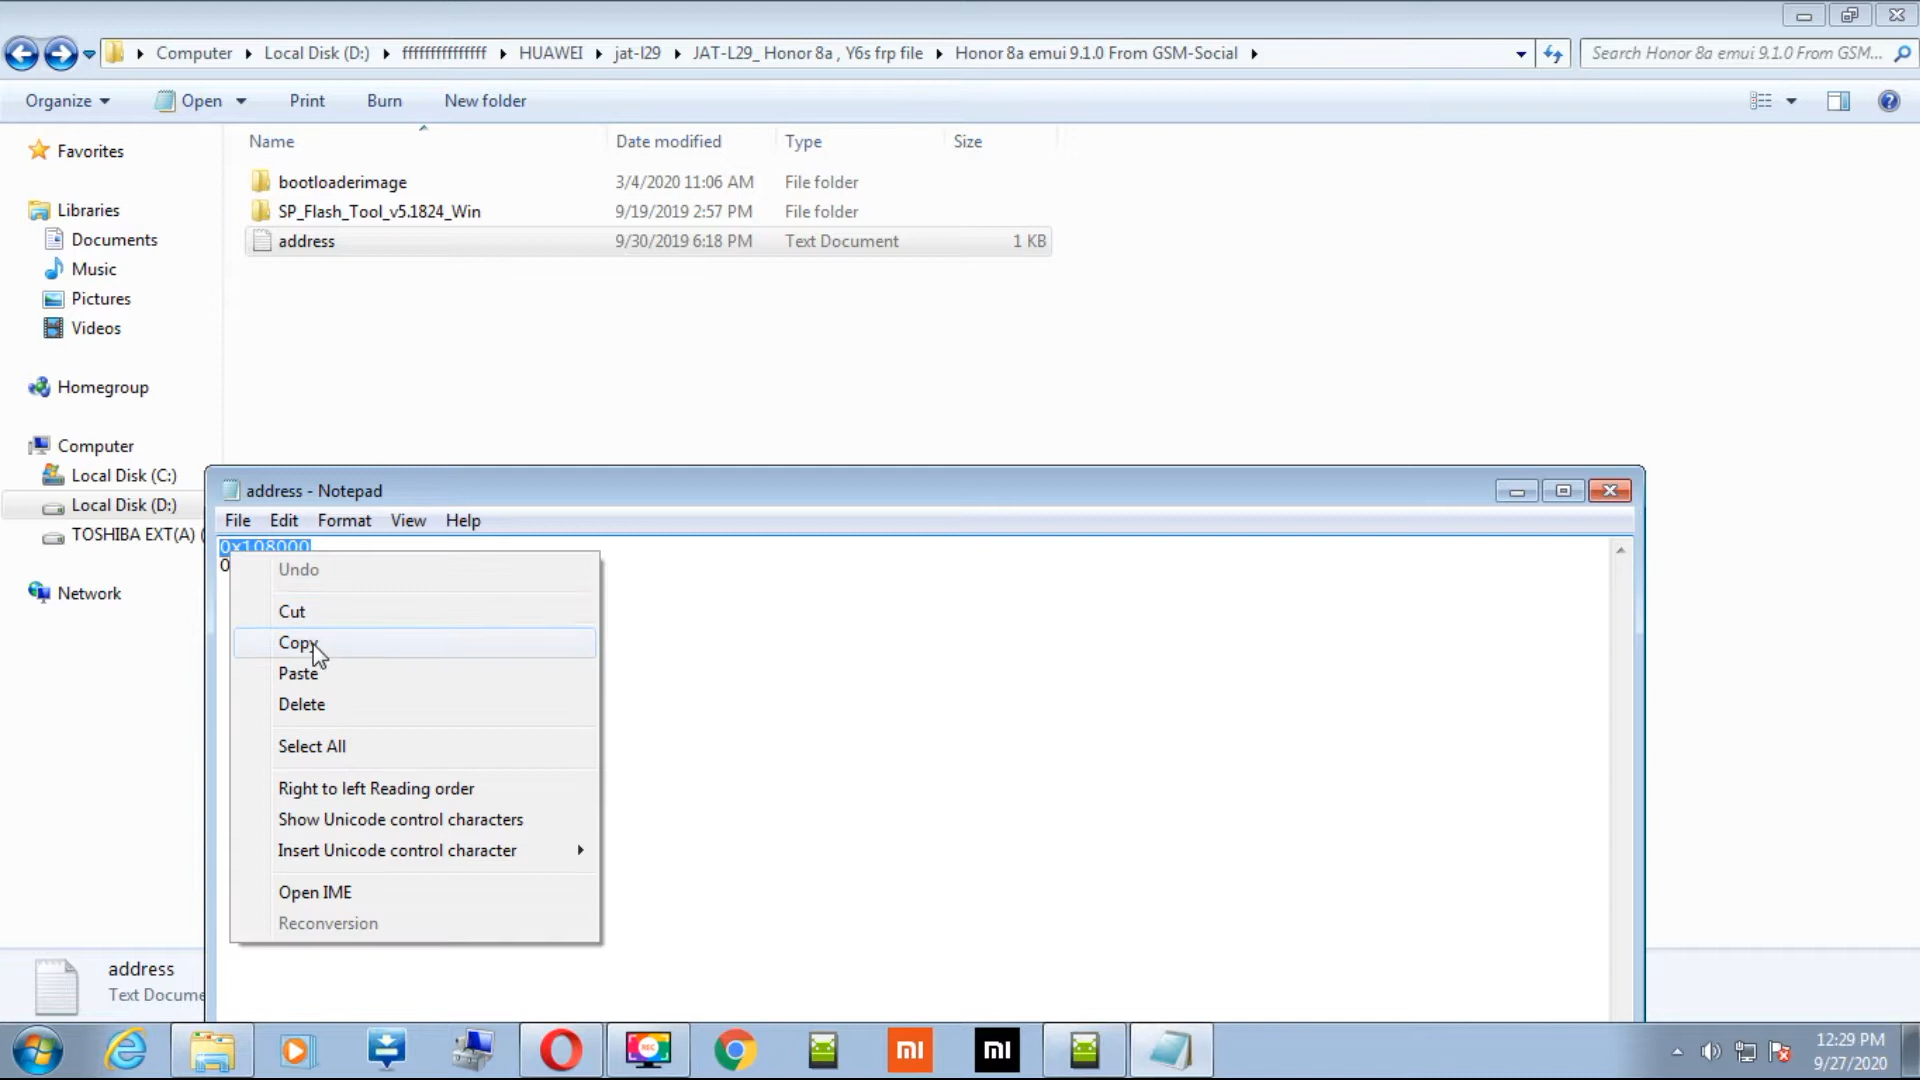 Computer
Local Disk (D:)
fffffffffffffff
HUAWEI
jat-l29
JAT-L29_ Honor 8a , Y6s frp file
Honor 8a emui 9.1.0 From GSM-Social
Search Honor 8a emui 9.1.0 From GSM...
Organize
Open
Print
Burn
New folder
Name
Date modified
Type
Size
Favorites
Libraries
Documents
Music
Pictures
Videos
Homegroup
Computer
Local Disk (C:)
Local Disk (D:)
TOSHIBA EXT(A) (
Network
bootloaderimage 3/4/2020 11:06 AM File folder
SP_Flash_Tool_v5.1824_Win 9/19/2019 2:57 PM File folder
address 9/30/2019 6:18 PM Text Document 1 KB
address - Notepad
File Edit Format View Help
0x108000
0
Undo
Cut
Copy
Paste
Delete
Select All
Right to left Reading order
Show Unicode control characters
Insert Unicode control character
Open IME
Reconversion
address
Text Docume
REC
mi
mi
12:29 PM
9/27/2020